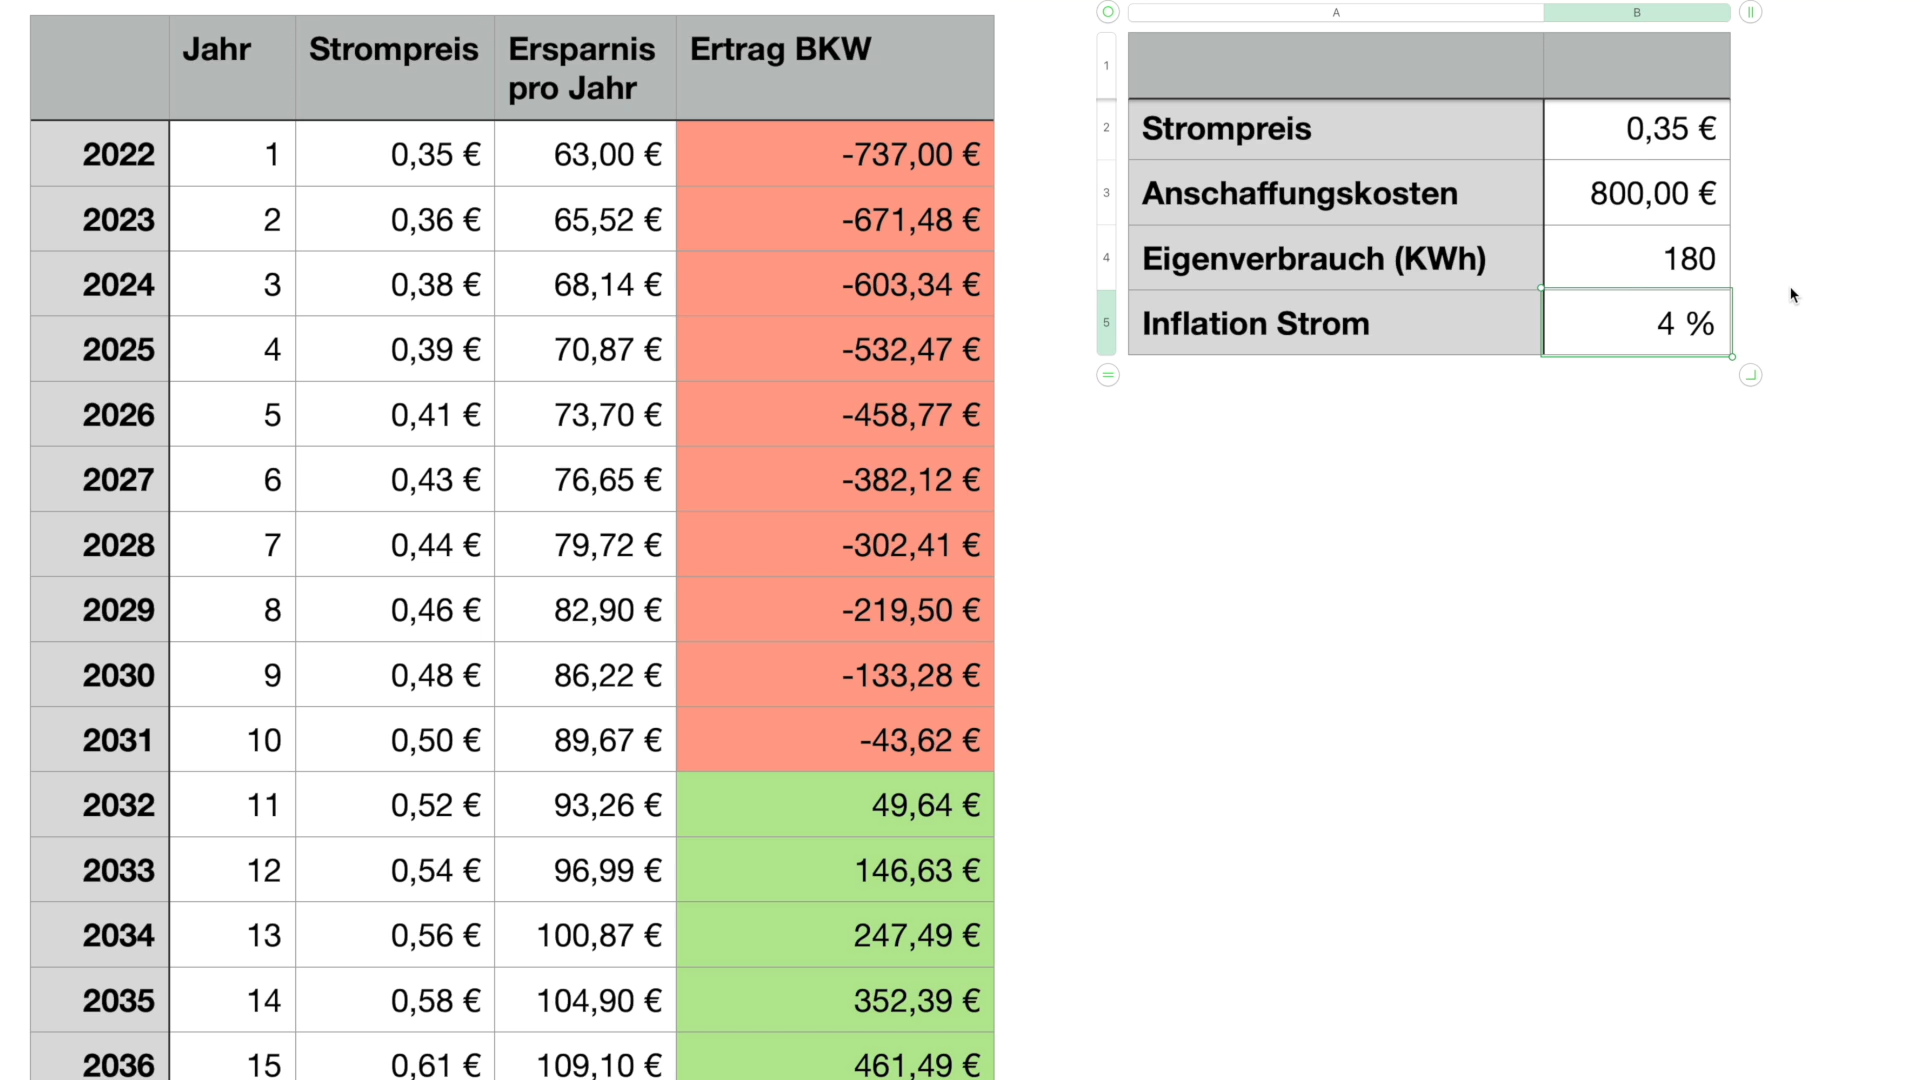 Jahr Strompreis Ersparnis pro Jahr Ertrag BKW
2022 1 0,35 € 63,00 € -737,00 €
2023 2 0,36 € 65,52 € -671,48 €
2024 3 0,38 € 68,14 € -603,34 €
2025 4 0,39 € 70,87 € -532,47 €
2026 5 0,41 € 73,70 € -458,77 €
2027 6 0,43 € 76,65 € -382,12 €
2028 7 0,44 € 79,72 € -302,41 €
2029 8 0,46 € 82,90 € -219,50 €
2030 9 0,48 € 86,22 € -133,28 €
2031 10 0,50 € 89,67 € -43,62 €
2032 11 0,52 € 93,26 € 49,64 €
2033 12 0,54 € 96,99 € 146,63 €
2034 13 0,56 € 100,87 € 247,49 €
2035 14 0,58 € 104,90 € 352,39 €
2036 15 0,61 € 109,10 € 461,49 €
A B
1
2 Strompreis 0,35 €
3 Anschaffungskosten 800,00 €
4 Eigenverbrauch (KWh) 180
5 Inflation Strom 4 %